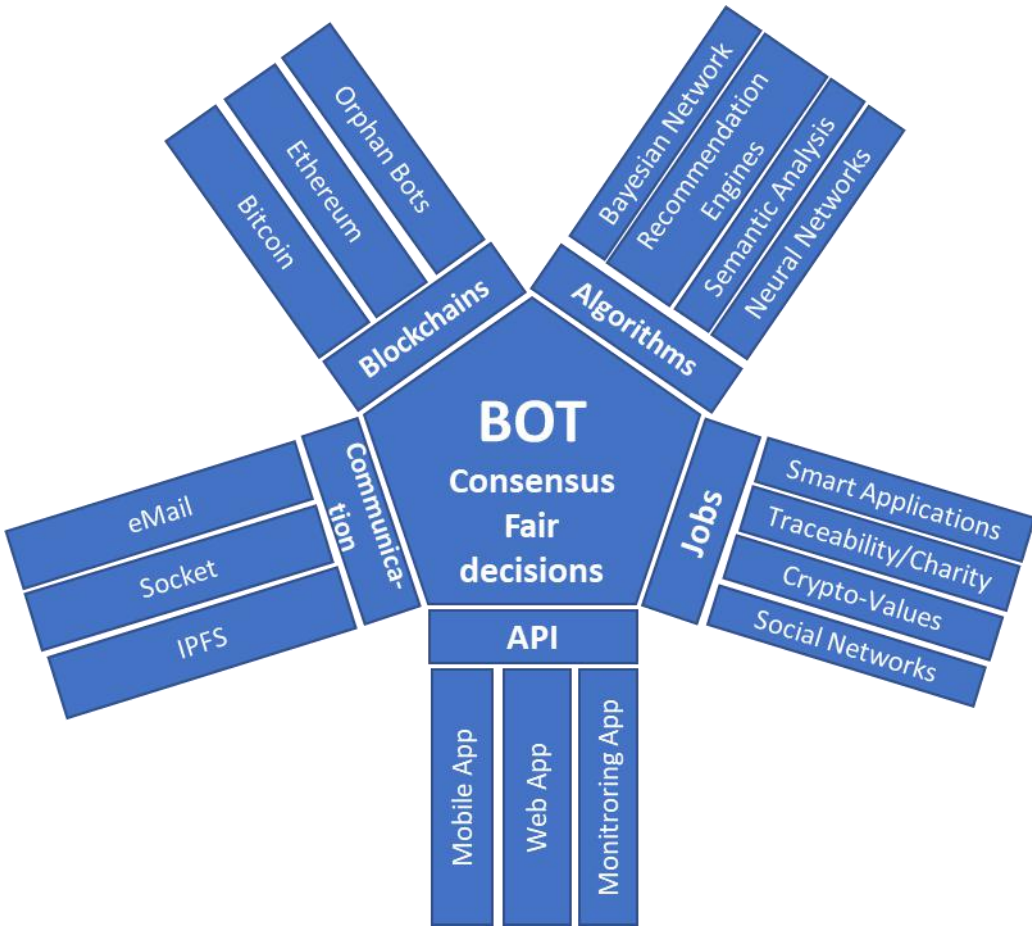 Bitcoin
Ethereum
Orphan Bots
Blockchains
Bayesian Network
Recommendation
Engines
Semantic Analysis
Neural Networks
Algorithms
BOT
Consensus
Fair
decisions
Communica-
tion
eMail
Socket
IPFS
Jobs
Smart Applications
Traceability/Charity
Crypto-Values
Social Networks
API
Mobile App
Web App
Monitroring App